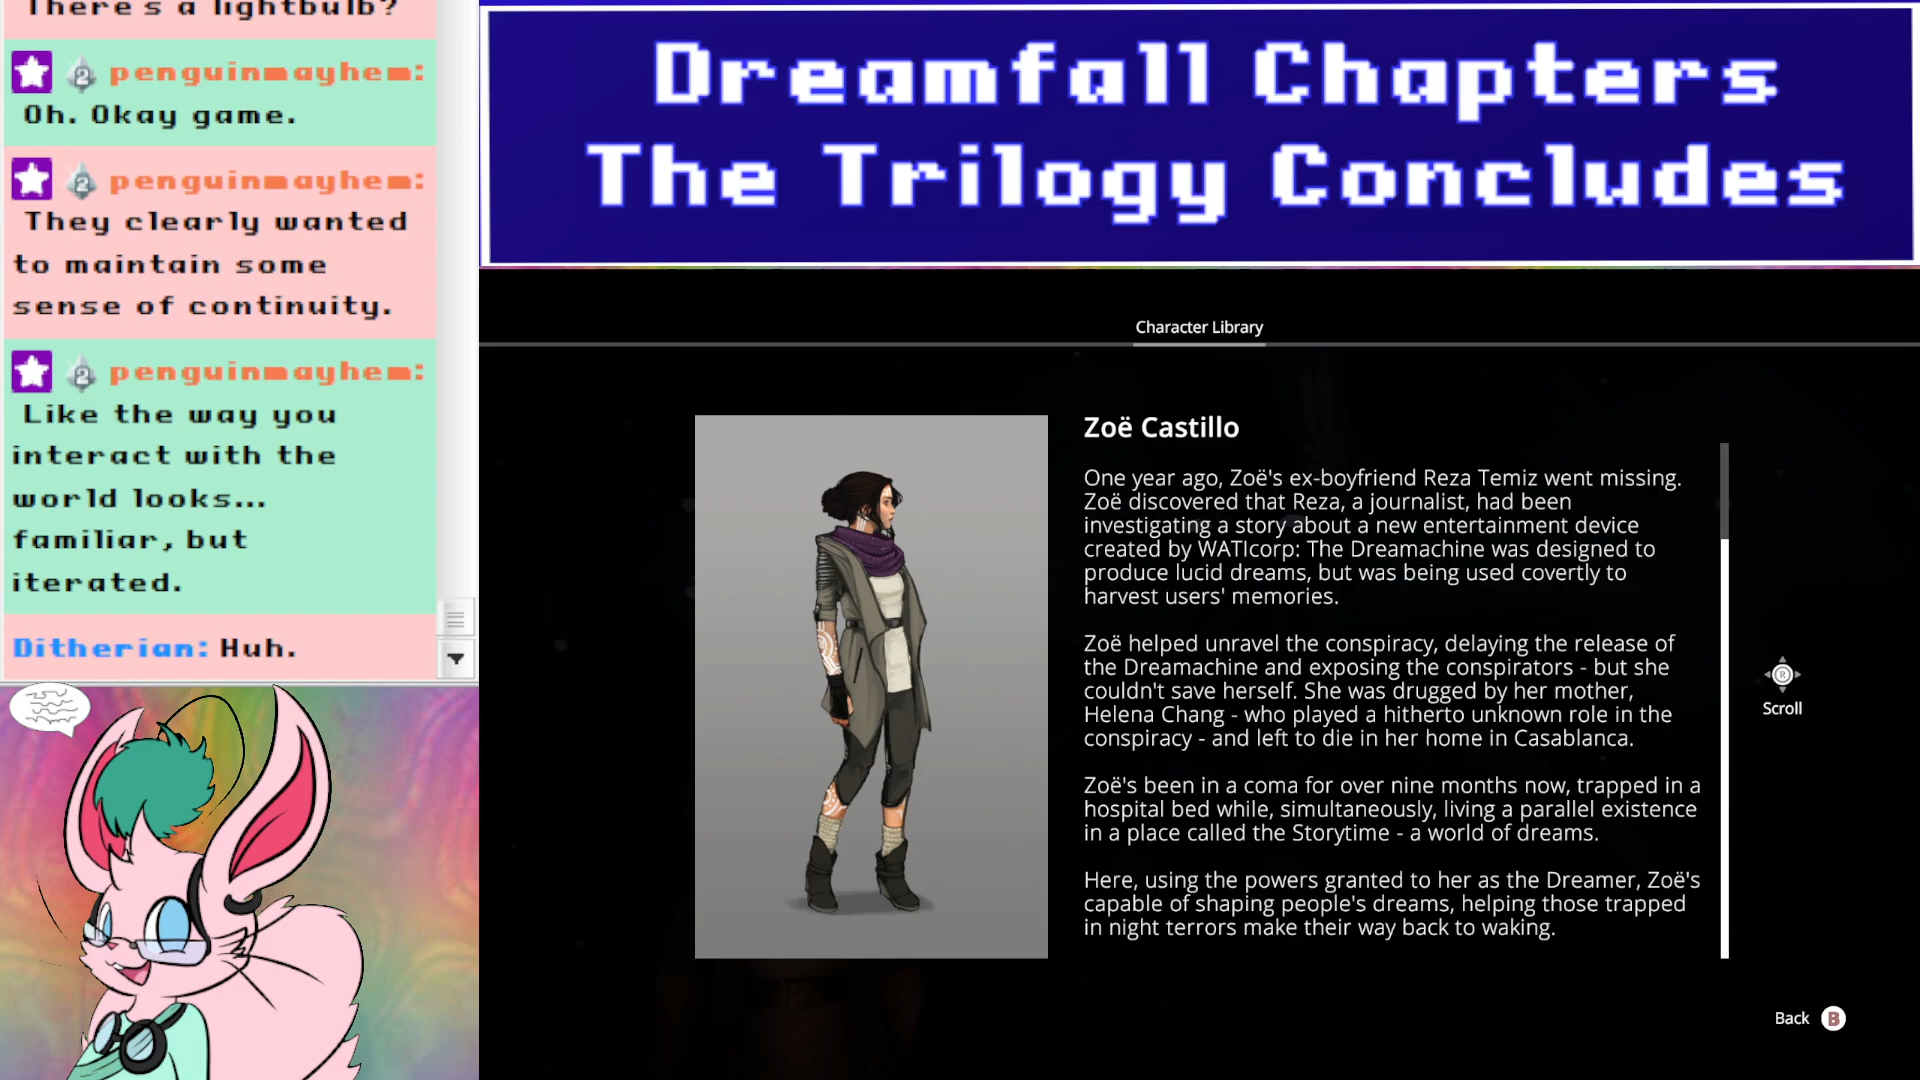 There's a lightbulb?
2 penguinmayhem:
Oh. Okay game.
2 penguinmayhem:
They clearly wanted
to maintain some
sense of continuity.
2 penguinmayhem:
Like the way you
interact with the
world looks...
familiar, but
iterated.
Ditherian: Huh.
Dreamfall Chapters
The Trilogy Concludes
Character Library
Zoë Castillo
One year ago, Zoë's ex-boyfriend Reza Temiz went missing.
Zoë discovered that Reza, a journalist, had been
investigating a story about a new entertainment device
created by WATIcorp: The Dreamachine was designed to
produce lucid dreams, but was being used covertly to
harvest users' memories.
Zoë helped unravel the conspiracy, delaying the release of
the Dreamachine and exposing the conspirators - but she
couldn't save herself. She was drugged by her mother,
Helena Chang - who played a hitherto unknown role in the
conspiracy - and left to die in her home in Casablanca.
Zoë's been in a coma for over nine months now, trapped in a
hospital bed while, simultaneously, living a parallel existence
in a place called the Storytime - a world of dreams.
Here, using the powers granted to her as the Dreamer, Zoë's
capable of shaping people's dreams, helping those trapped
in night terrors make their way back to waking.
R
Scroll
Back B